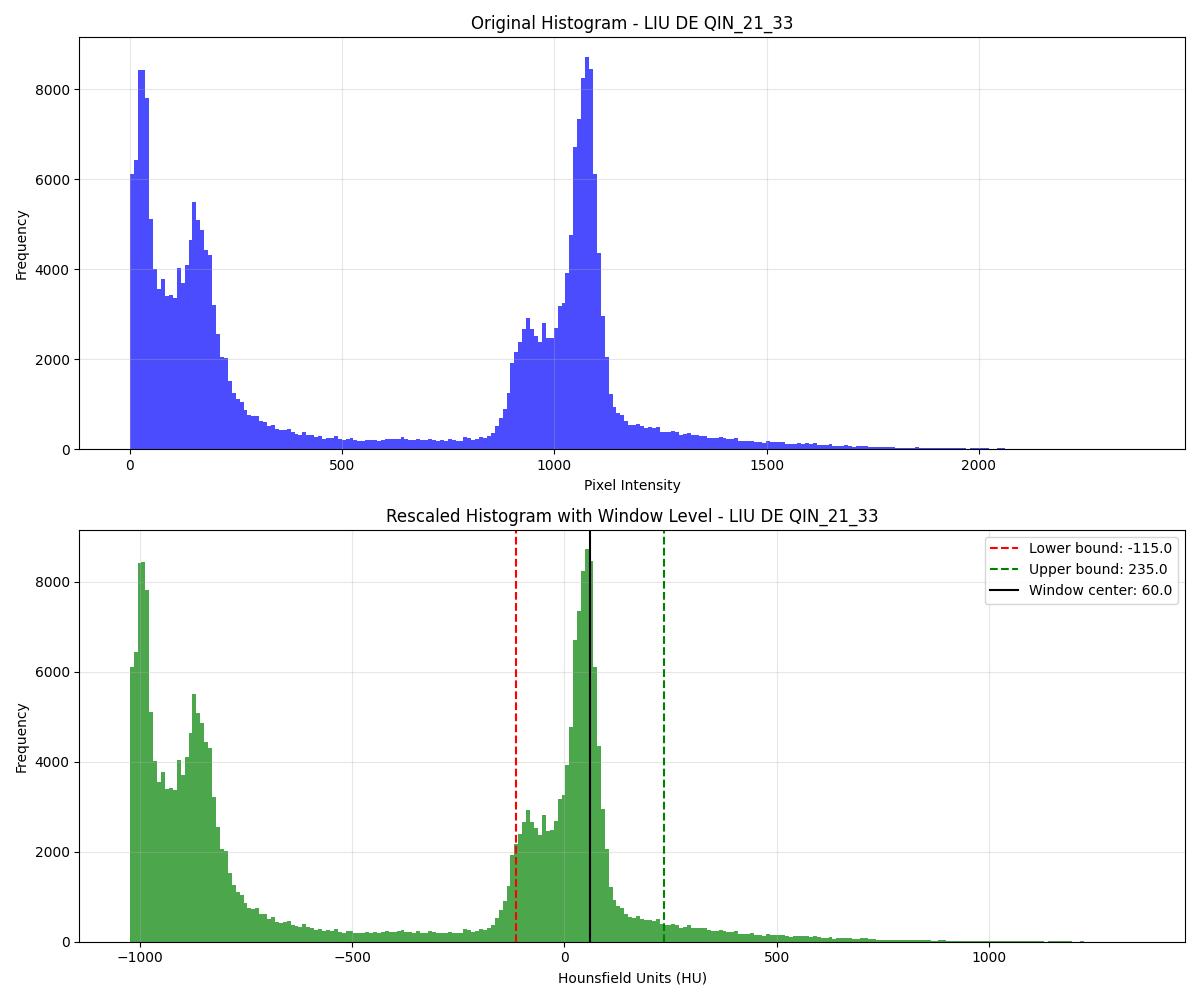 Original Histogram - LIU DE QIN_21_33
Frequency
8000
6000
4000
2000
0
0 500 1000 1500 2000
Pixel Intensity
Rescaled Histogram with Window Level - LIU DE QIN_21_33
Lower bound: -115.0
Upper bound: 235.0
Window center: 60.0
Frequency
8000
6000
4000
2000
0
−1000 −500 0 500 1000
Hounsfield Units (HU)